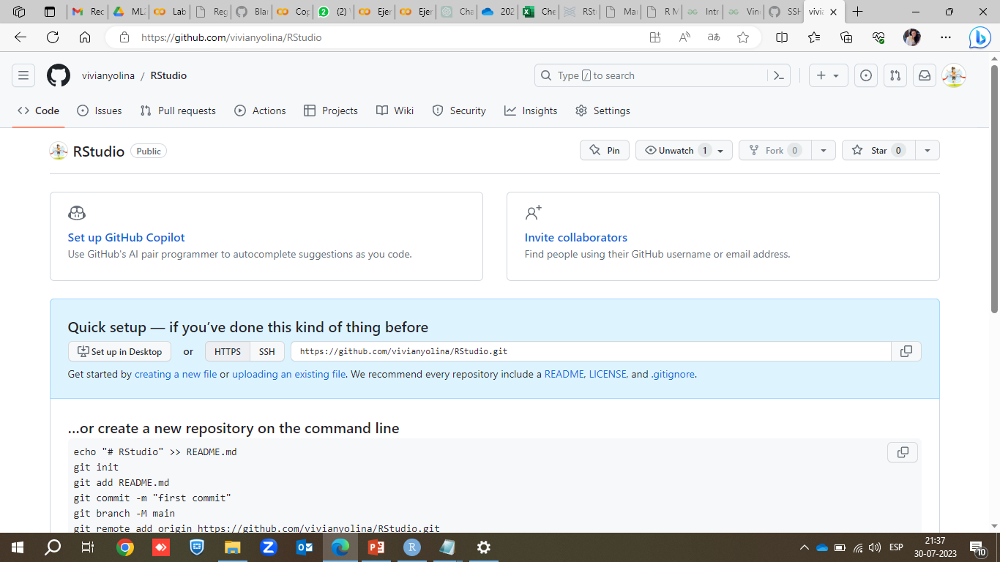 Rec
ML2
Lab
Reg
Bla
Cop
(2)
Ejer
Ejer
Cha
202
Che
RStu
Mar
R M
Intr
Vin
SSH
vivia
https://github.com/vivianyolina/RStudio
vivianyolina / RStudio
Type / to search
Code Issues Pull requests Actions Projects Wiki Security Insights Settings
RStudio Public
Pin Unwatch 1 Fork 0 Star 0
Set up GitHub Copilot
Use GitHub's AI pair programmer to autocomplete suggestions as you code.
Invite collaborators
Find people using their GitHub username or email address.
Quick setup — if you’ve done this kind of thing before
Set up in Desktop or HTTPS SSH https://github.com/vivianyolina/RStudio.git
Get started by creating a new file or uploading an existing file. We recommend every repository include a README, LICENSE, and .gitignore.
…or create a new repository on the command line
echo "# RStudio" >> README.md
git init
git add README.md
git commit -m "first commit"
git branch -M main
git remote add origin https://github.com/vivianyolina/RStudio.git
ESP
21:37
30-07-2023
10